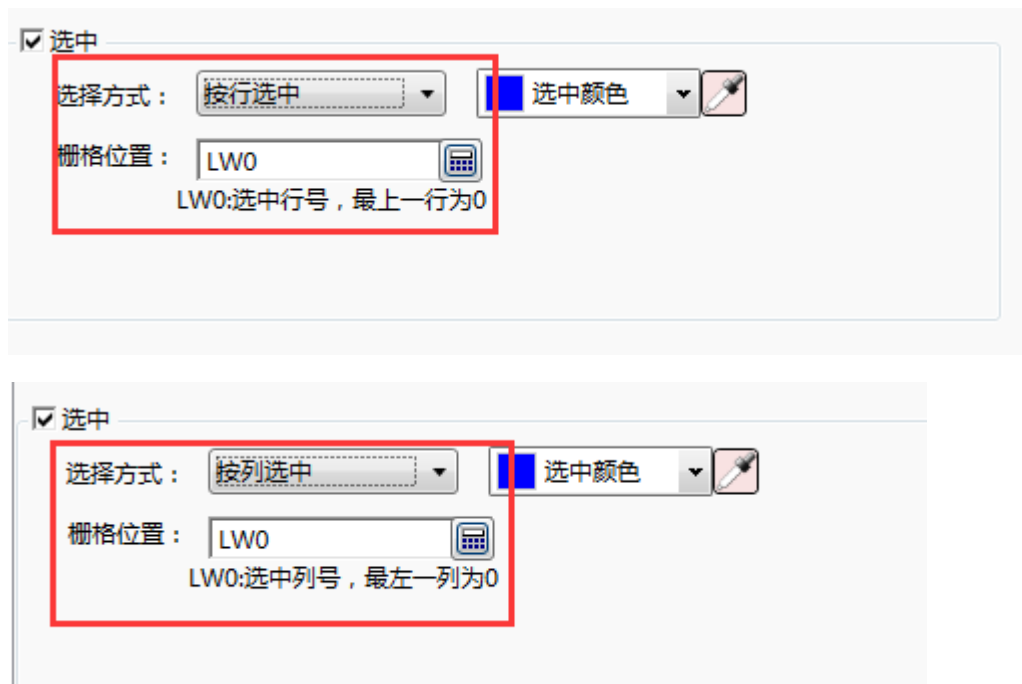 选中
选择方式： 按行选中 选中颜色
栅格位置： LW0
LW0:选中行号，最上一行为0
选中
选择方式： 按列选中 选中颜色
栅格位置： LW0
LW0:选中列号，最左一列为0